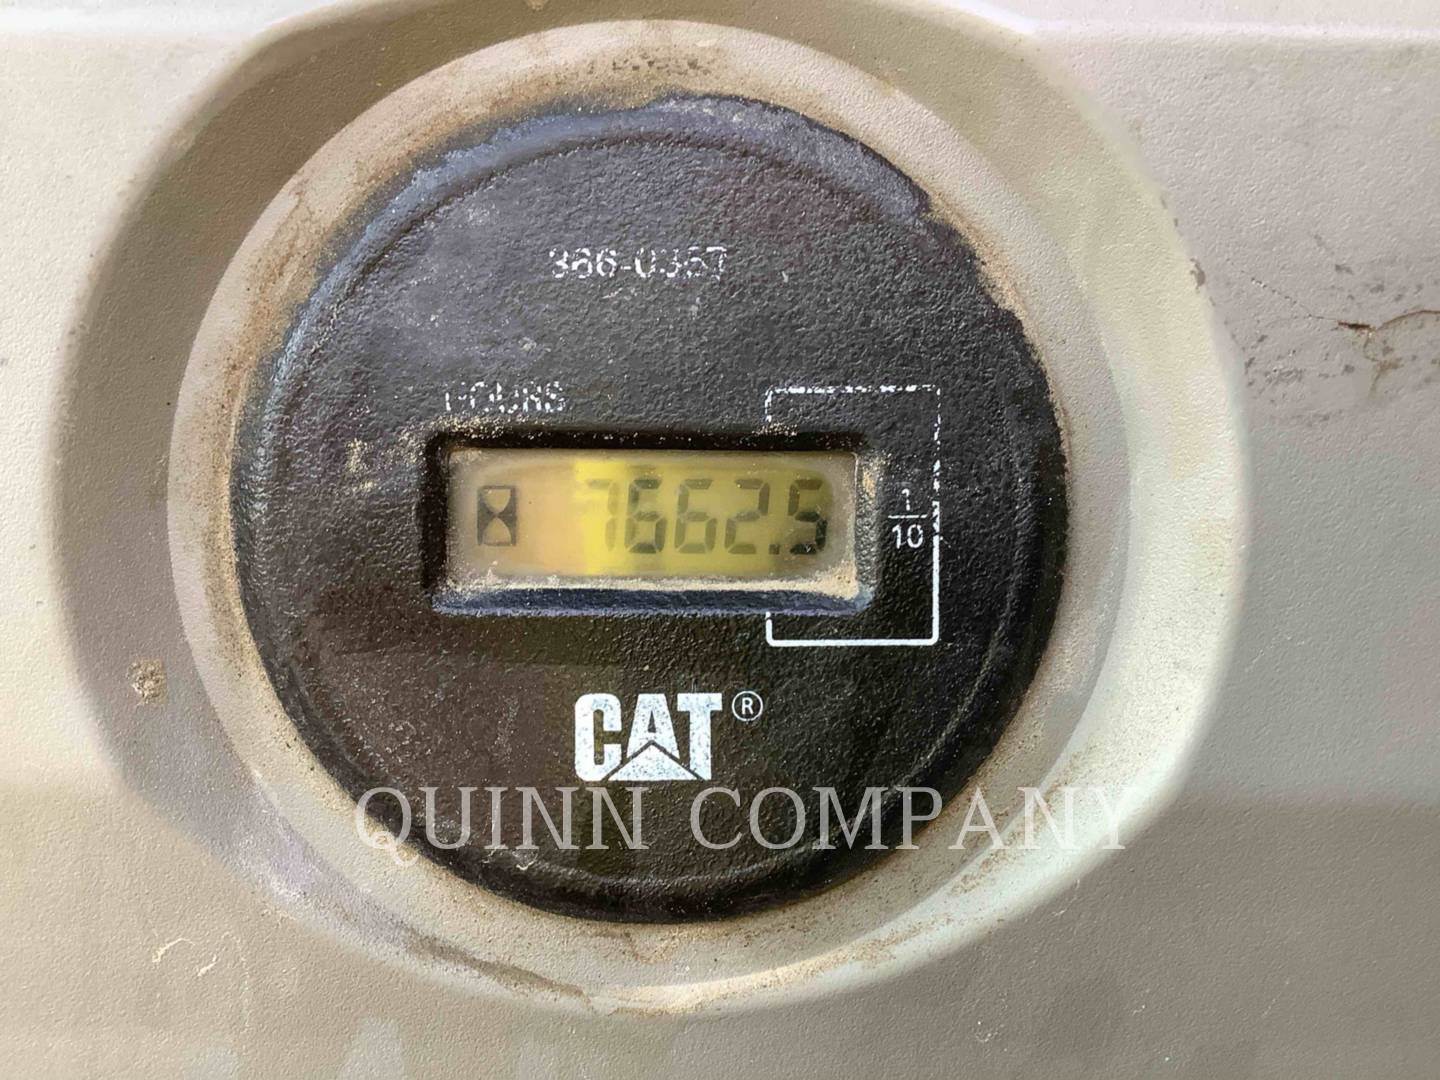 366-0357
HOURS
7662.5
1
10
CAT®
QUINN COMPANY